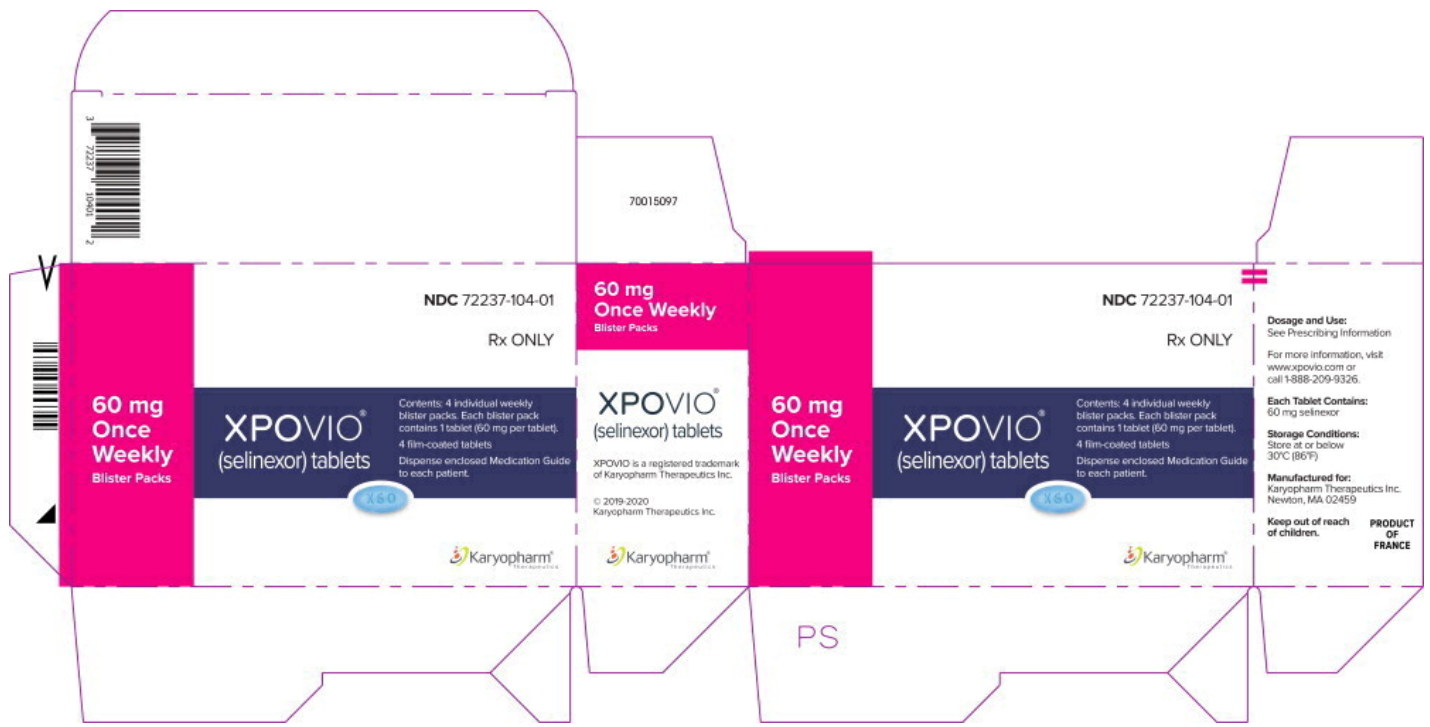 3 72237 10401 2
70015097
60 mg
Once
Weekly
Blister Packs
NDC 72237-104-01
Rx ONLY
XPOVIO®
(selinexor) tablets
Contents: 4 individual weekly
blister packs. Each blister pack
contains 1 tablet (60 mg per tablet).
4 film-coated tablets
Dispense enclosed Medication Guide
to each patient.
X60
Karyopharm®
Therapeutics
60 mg
Once Weekly
Blister Packs
XPOVIO®
(selinexor) tablets
XPOVIO is a registered trademark
of Karyopharm Therapeutics Inc.
© 2019-2020
Karyopharm Therapeutics Inc.
Karyopharm®
Therapeutics
60 mg
Once
Weekly
Blister Packs
NDC 72237-104-01
Rx ONLY
XPOVIO®
(selinexor) tablets
Contents: 4 individual weekly
blister packs. Each blister pack
contains 1 tablet (60 mg per tablet).
4 film-coated tablets
Dispense enclosed Medication Guide
to each patient.
X60
Karyopharm®
Therapeutics
Dosage and Use:
See Prescribing Information
For more information, visit
www.xpovio.com or
call 1-888-209-9326.
Each Tablet Contains:
60 mg selinexor
Storage Conditions:
Store at or below
30°C (86°F)
Manufactured for:
Karyopharm Therapeutics Inc.
Newton, MA 02459
Keep out of reach
of children.
PRODUCT
OF
FRANCE
PS